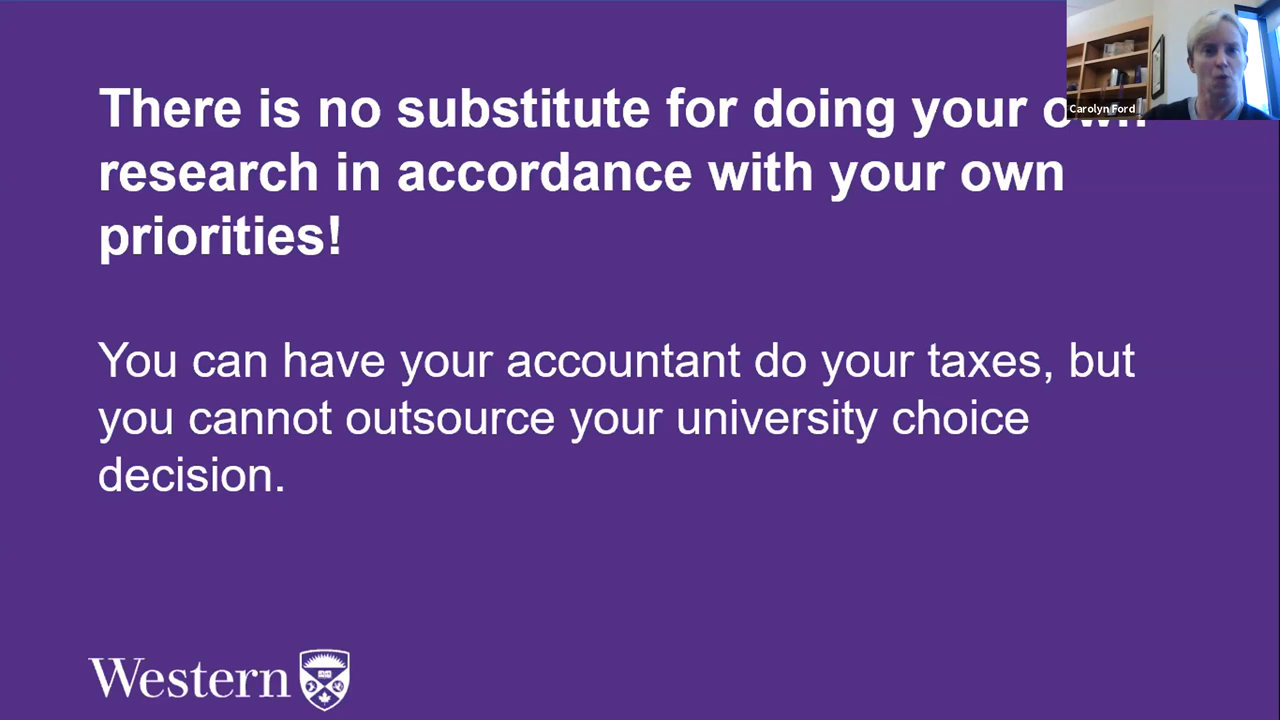 There is no substitute for doing your own
research in accordance with your own
priorities!
You can have your accountant do your taxes, but
you cannot outsource your university choice
decision.
Carolyn Ford
Western